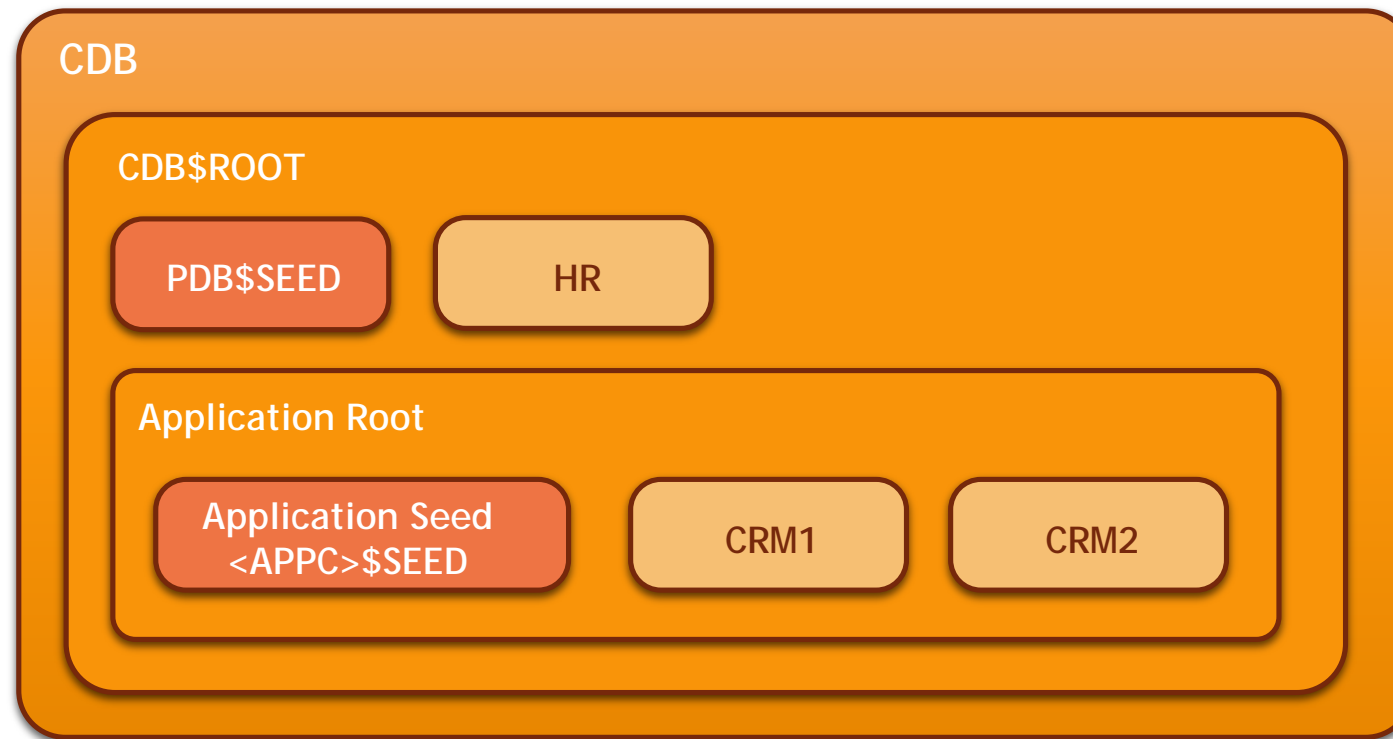 CDB
CDB$ROOT
PDB$SEED
HR
Application Root
Application Seed
<APPC>$SEED
CRM1
CRM2